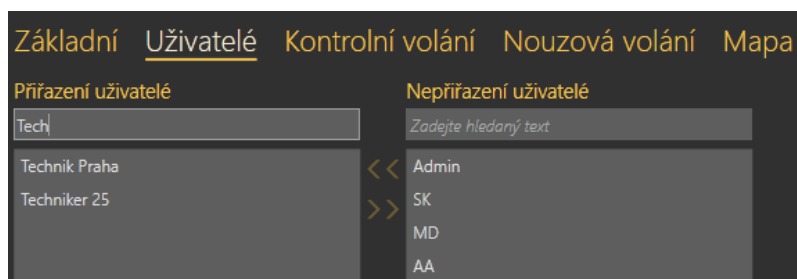 Základní Uživatelé Kontrolní volání Nouzová volání Mapa
Přiřazení uživatelé
Tech
Technik Praha
Techniker 25
<< 
>>
Nepřiřazení uživatelé
Zadejte hledaný text
Admin
SK
MD
AA